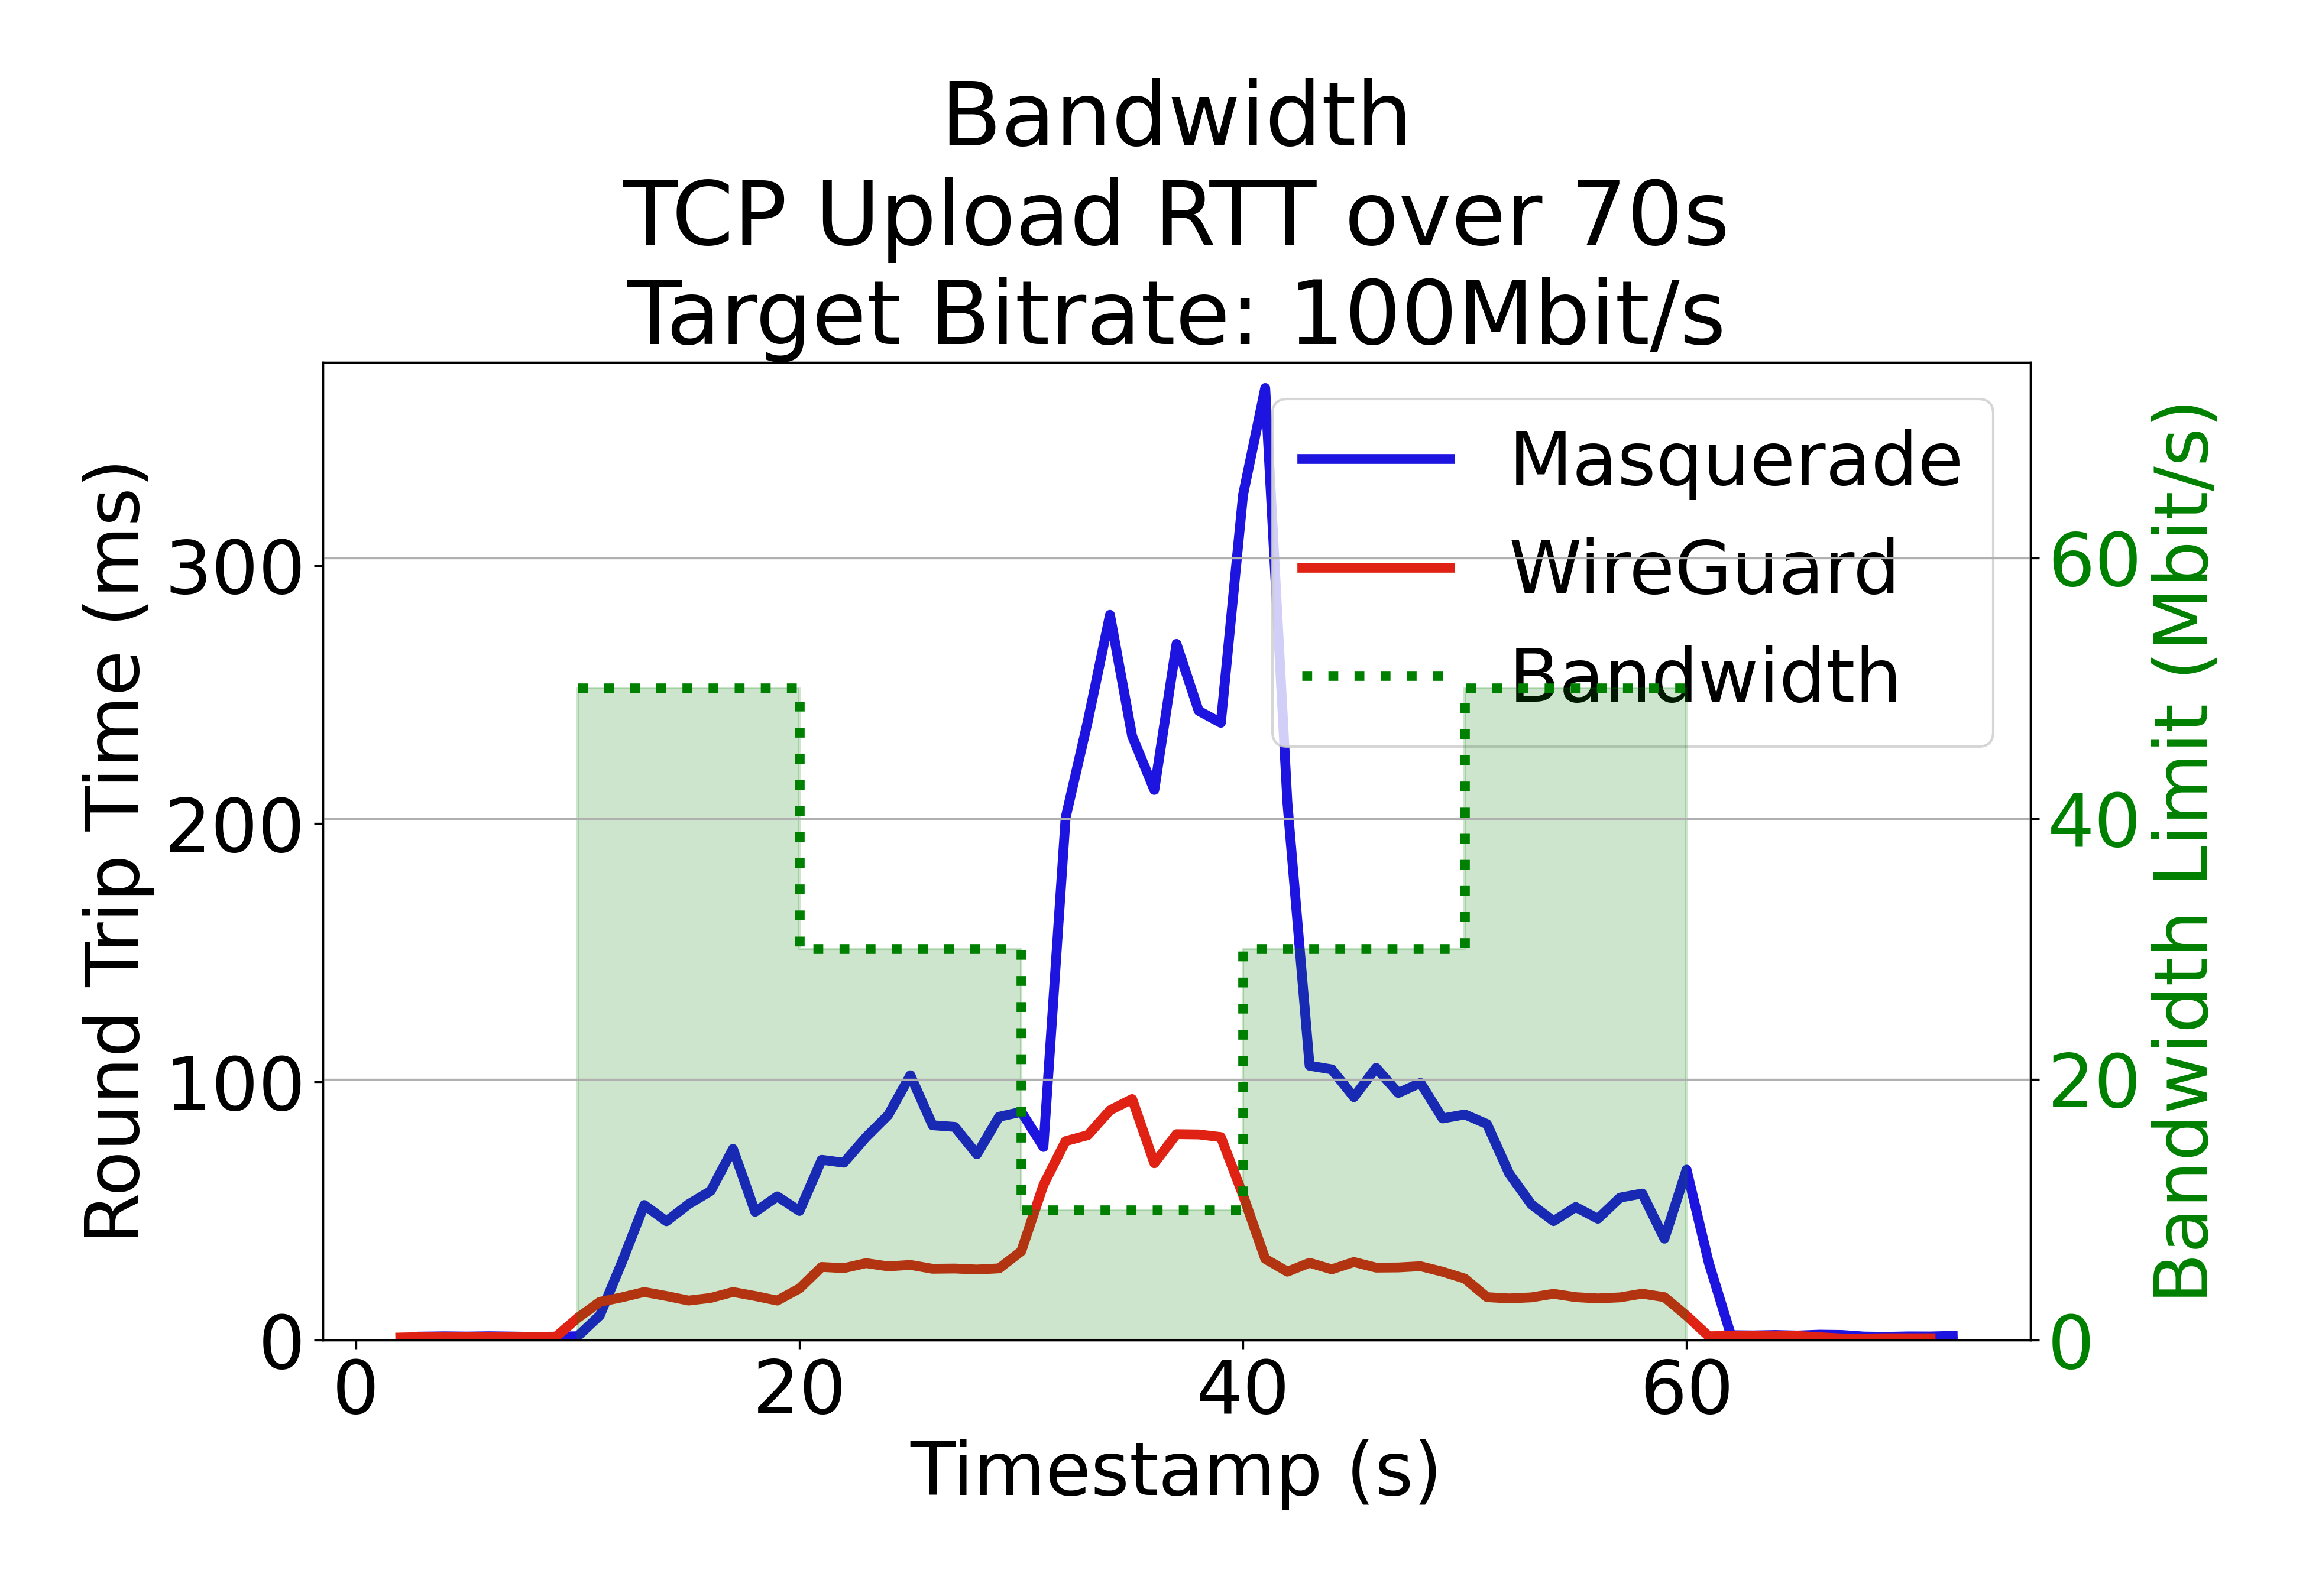 Bandwidth
TCP Upload RTT over 70s
Target Bitrate: 100Mbit/s
Round Trip Time (ms)
300
200
100
0
Masquerade
WireGuard
Bandwidth
60
40
20
0
Bandwidth Limit (Mbit/s)
0 20 40 60
Timestamp (s)